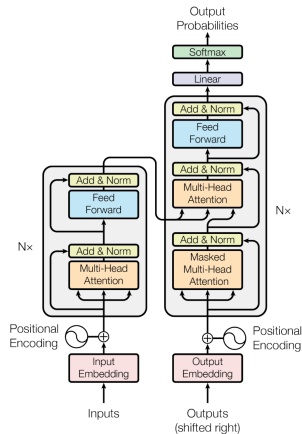 Output
Probabilities
Softmax
Linear
Add & Norm
Feed
Forward
Add & Norm
Multi-Head
Attention
Add & Norm
Masked
Multi-Head
Attention
N×
Add & Norm
Feed
Forward
Add & Norm
Multi-Head
Attention
N×
Positional
Encoding
Positional
Encoding
Input
Embedding
Output
Embedding
Inputs
Outputs
(shifted right)